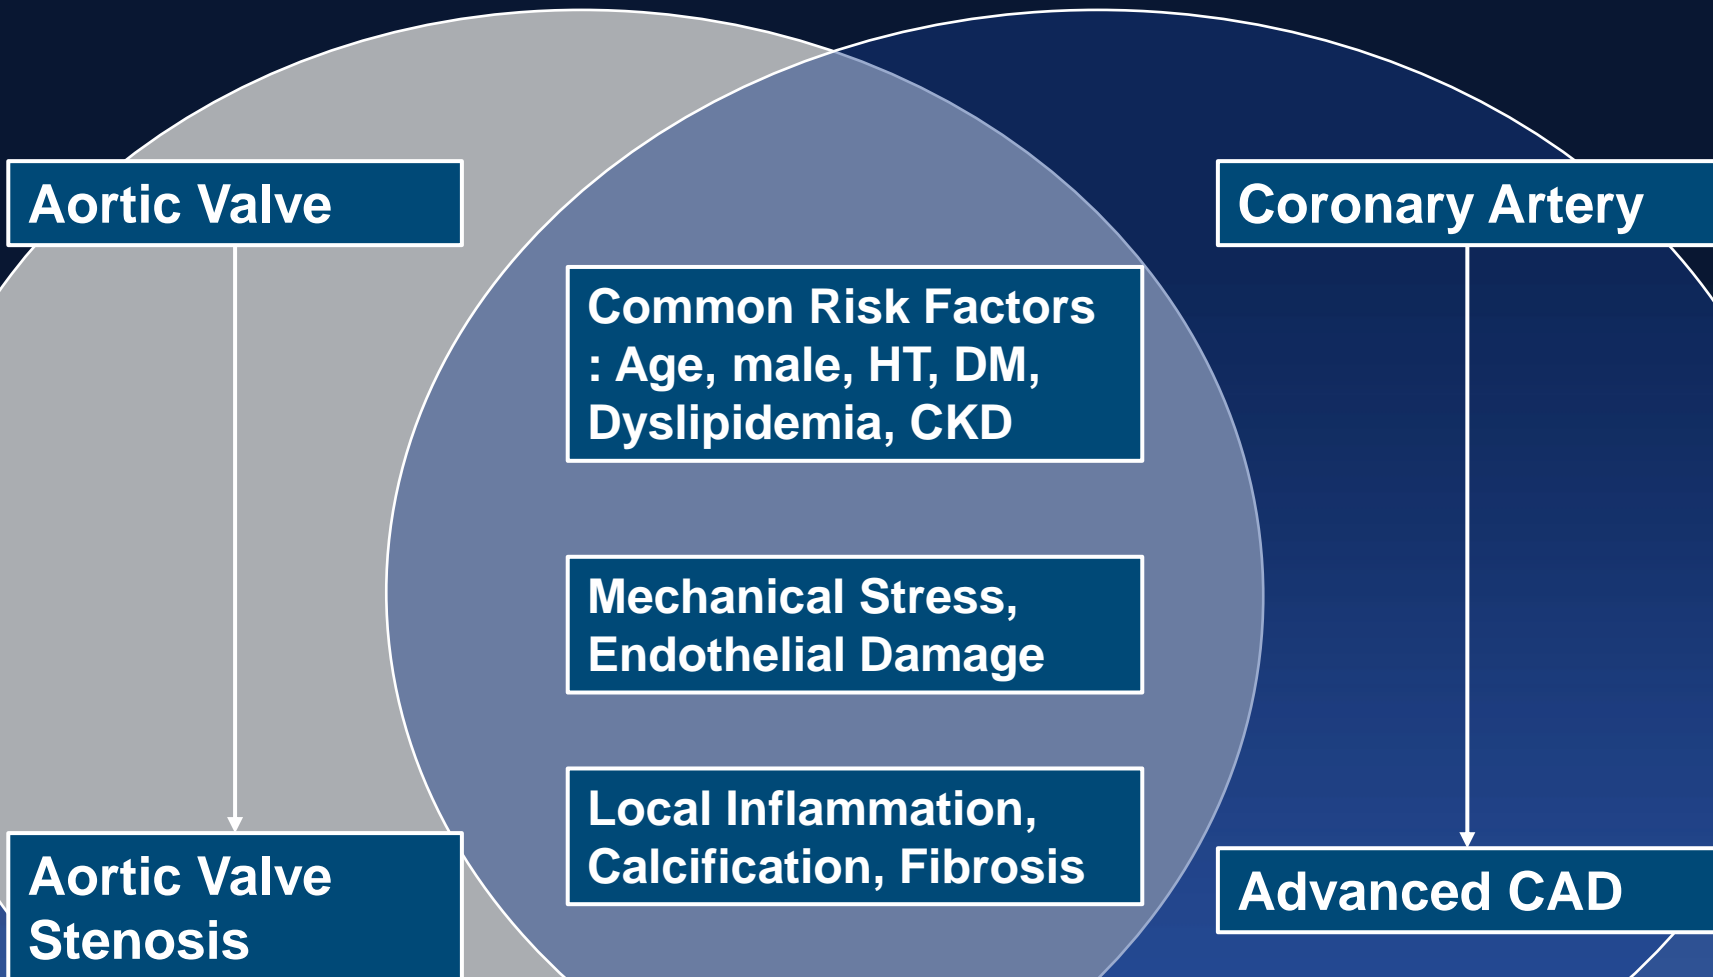 Aortic Valve
Coronary Artery
Common Risk Factors
: Age, male, HT, DM,
Dyslipidemia, CKD
Mechanical Stress,
Endothelial Damage
Local Inflammation,
Calcification, Fibrosis
Aortic Valve
Stenosis
Advanced CAD